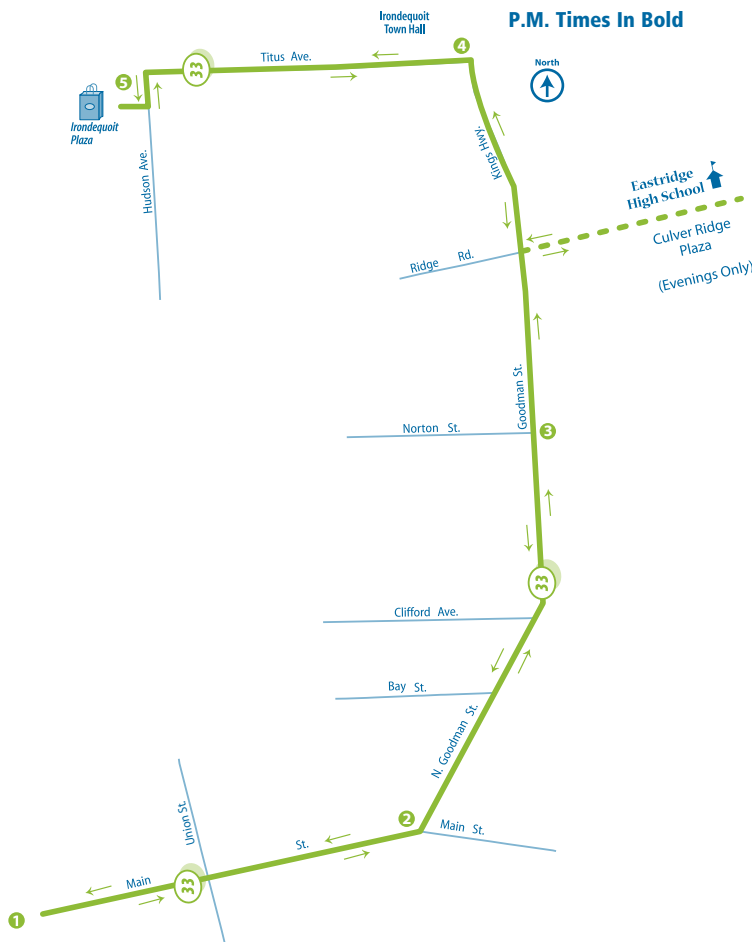 Irondequoit
Town Hall
P.M. Times In Bold
4
33
Titus Ave.
North
5
Irondequoit
Plaza
Hudson Ave.
Kings Hwy.
Eastridge
High School
Culver Ridge
Plaza
(Evenings Only)
Ridge Rd.
Goodman St.
Norton St.
3
33
Clifford Ave.
Bay St.
N. Goodman St.
Union St.
2
Main St.
Main St.
33
1